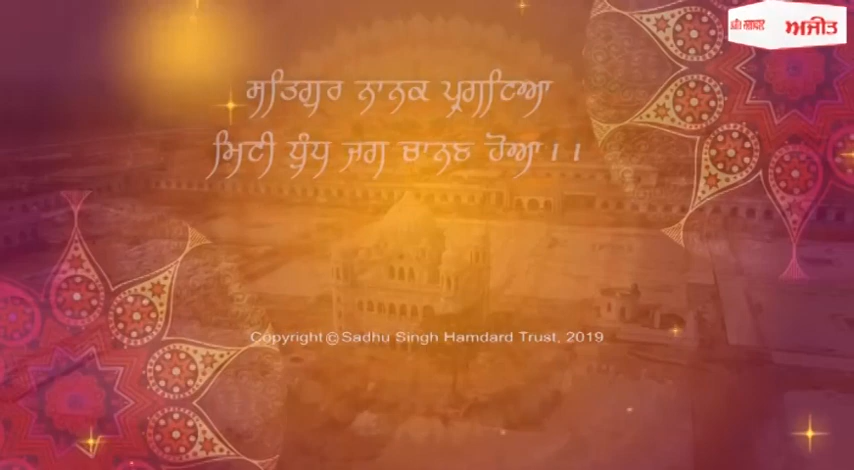 ਅਜੀਤ
ਸਤਿਗੁਰ ਨਾਨਕ ਪ੍ਰਗਟਿਆ
ਮਿਟੀ ਧੁੰਧ ਜਗ ਚਾਨਣ ਹੋਆ।।
Copyright © Sadhu Singh Hamdard Trust, 2019